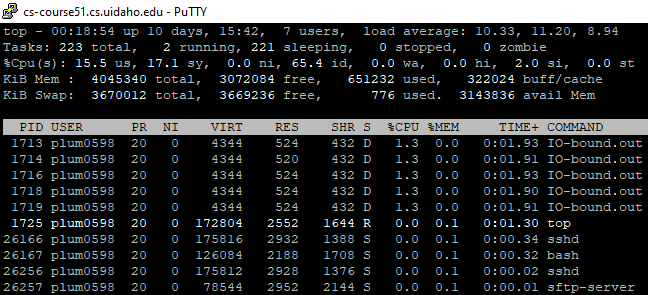 cs-course51.cs.uidaho.edu - PuTTY
top - 00:18:54 up 10 days, 15:42,  7 users,  load average: 10.33, 11.20, 8.94
Tasks: 223 total,   2 running, 221 sleeping,   0 stopped,   0 zombie
%Cpu(s): 15.5 us, 17.1 sy,  0.0 ni, 65.4 id,  0.0 wa,  0.0 hi,  2.0 si,  0.0 st
KiB Mem :  4045340 total,  3072084 free,   651232 used,   322024 buff/cache
KiB Swap:  3670012 total,  3669236 free,      776 used.  3143836 avail Mem
PID USER      PR  NI    VIRT    RES    SHR S  %CPU %MEM     TIME+ COMMAND
1713 plum0598  20   0    4344    524    432 D   1.3  0.0   0:01.93 IO-bound.out
1714 plum0598  20   0    4344    520    432 D   1.3  0.0   0:01.91 IO-bound.out
1716 plum0598  20   0    4344    524    432 D   1.3  0.0   0:01.93 IO-bound.out
1718 plum0598  20   0    4344    524    432 D   1.3  0.0   0:01.90 IO-bound.out
1719 plum0598  20   0    4344    524    432 D   1.3  0.0   0:01.91 IO-bound.out
1725 plum0598  20   0  172804   2552   1644 R   0.0  0.1   0:01.30 top
26166 plum0598  20   0  175816   2932   1388 S   0.0  0.1   0:00.34 sshd
26167 plum0598  20   0  126084   2188   1708 S   0.0  0.1   0:00.32 bash
26256 plum0598  20   0  175812   2928   1376 S   0.0  0.1   0:00.02 sshd
26257 plum0598  20   0   78544   2952   2144 S   0.0  0.1   0:00.01 sftp-server